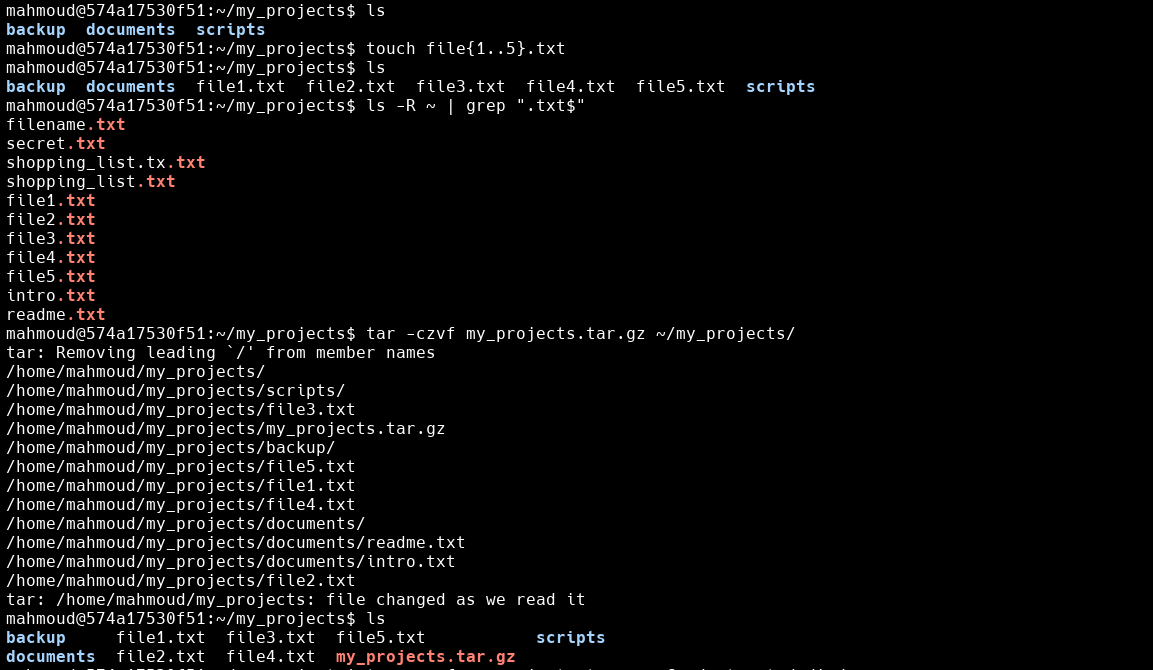 mahmoud@574a17530f51:~/my_projects$ ls
backup  documents  scripts
mahmoud@574a17530f51:~/my_projects$ touch file{1..5}.txt
mahmoud@574a17530f51:~/my_projects$ ls
backup  documents  file1.txt  file2.txt  file3.txt  file4.txt  file5.txt  scripts
mahmoud@574a17530f51:~/my_projects$ ls -R ~ | grep ".txt$"
filename.txt
secret.txt
shopping_list.tx.txt
shopping_list.txt
file1.txt
file2.txt
file3.txt
file4.txt
file5.txt
intro.txt
readme.txt
mahmoud@574a17530f51:~/my_projects$ tar -czvf my_projects.tar.gz ~/my_projects/
tar: Removing leading `/' from member names
/home/mahmoud/my_projects/
/home/mahmoud/my_projects/scripts/
/home/mahmoud/my_projects/file3.txt
/home/mahmoud/my_projects/my_projects.tar.gz
/home/mahmoud/my_projects/backup/
/home/mahmoud/my_projects/file5.txt
/home/mahmoud/my_projects/file1.txt
/home/mahmoud/my_projects/file4.txt
/home/mahmoud/my_projects/documents/
/home/mahmoud/my_projects/documents/readme.txt
/home/mahmoud/my_projects/documents/intro.txt
/home/mahmoud/my_projects/file2.txt
tar: /home/mahmoud/my_projects: file changed as we read it
mahmoud@574a17530f51:~/my_projects$ ls
backup     file1.txt  file3.txt  file5.txt           scripts
documents  file2.txt  file4.txt  my_projects.tar.gz